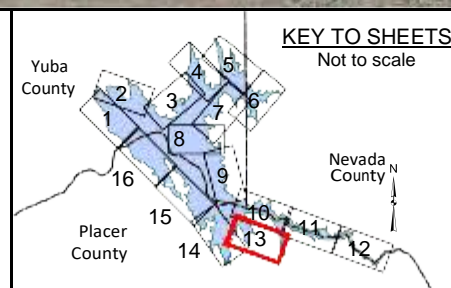 KEY TO SHEETS
Not to scale
Yuba
County
5
4
2
3
6
1
7
8
Nevada
County
N
16
9
15
10
11
Placer
County
13
12
14